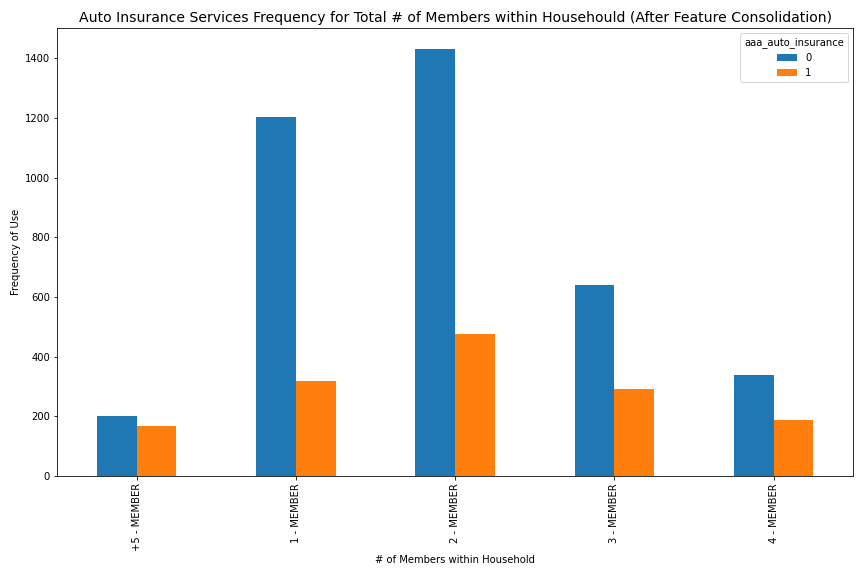 Auto Insurance Services Frequency for Total # of Members within Househould (After Feature Consolidation)
aaa_auto_insurance
0
1
1400
1200
1000
800
600
400
200
0
Frequency of Use
+5 - MEMBER
1 - MEMBER
2 - MEMBER
3 - MEMBER
4 - MEMBER
# of Members within Household